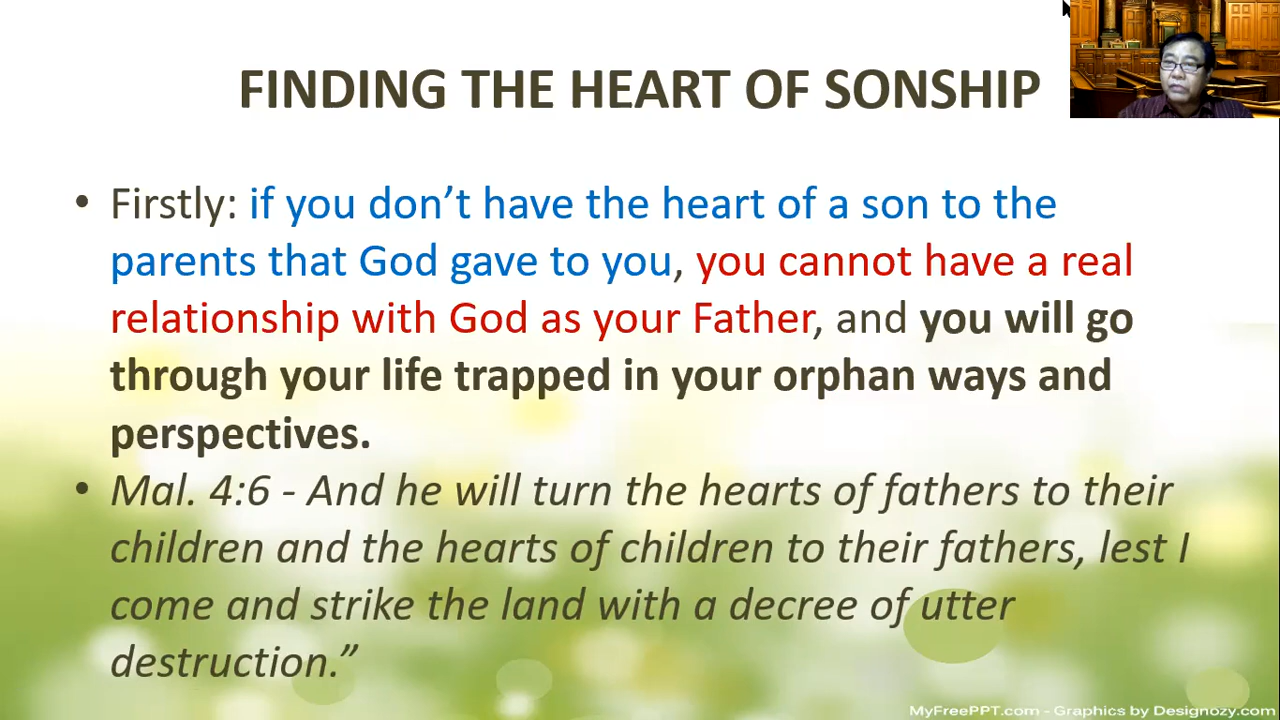 FINDING THE HEART OF SONSHIP
• Firstly: if you don’t have the heart of a son to the
parents that God gave to you, you cannot have a real
relationship with God as your Father, and you will go
through your life trapped in your orphan ways and
perspectives.
• Mal. 4:6 - And he will turn the hearts of fathers to their
children and the hearts of children to their fathers, lest I
come and strike the land with a decree of utter
destruction.”
MyFreePPT.com - Graphics by Designozy.com